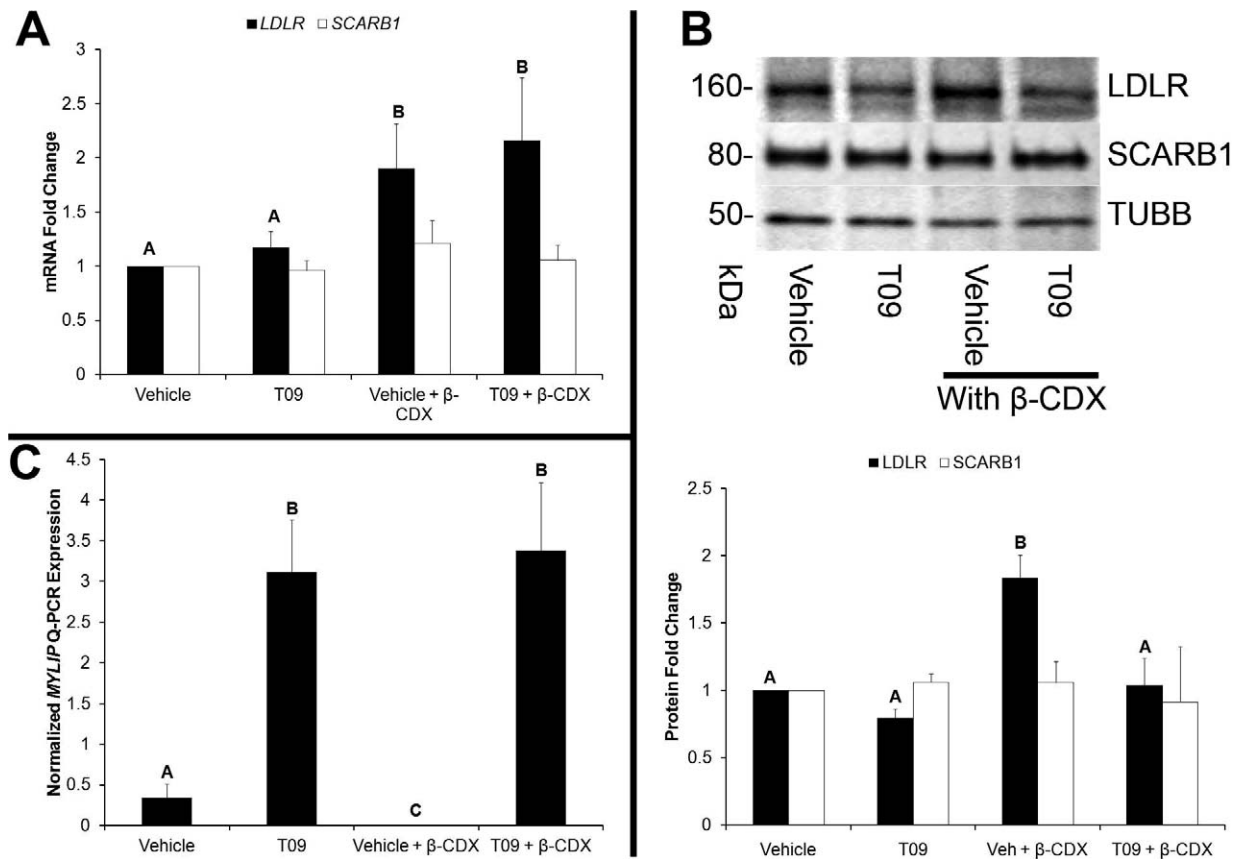 A
LDLR SCARB1
mRNA Fold Change
3
2.5
2
1.5
1
0.5
0
A
A
B
B
Vehicle
T09
Vehicle + β-
CDX
T09 + β-CDX
B
160-
LDLR
80-
SCARB1
50-
TUBB
kDa
Vehicle
T09
Vehicle
T09
With β-CDX
LDLR SCARB1
Protein Fold Change
2.5
2
1.5
1
0.5
0
A
A
B
A
Vehicle
T09
Veh + β-CDX
T09 + β-CDX
C
Normalized MYLIP Q-PCR Expression
4.5
4
3.5
3
2.5
2
1.5
1
0.5
0
A
B
C
B
Vehicle
T09
Vehicle + β-CDX
T09 + β-CDX